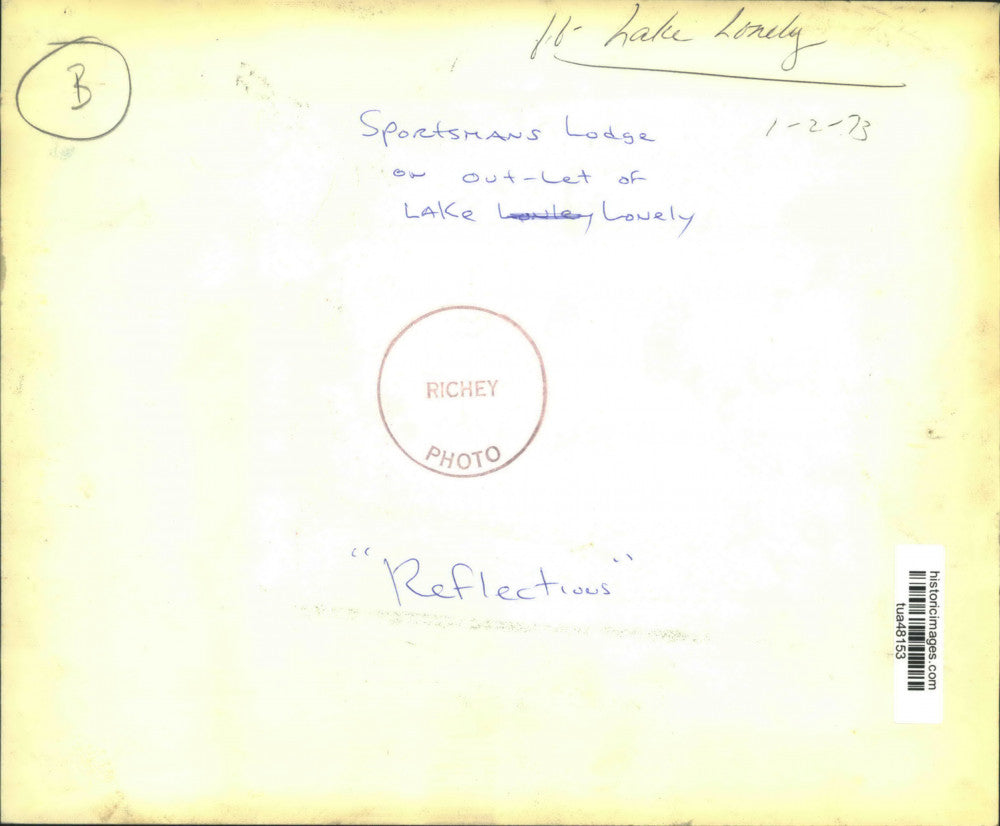 Lake Lonely
B
Sportsmans Lodge
1-2-73
on out-Let of
LAKe Lonely
RICHEY
PHOTO
"Reflections"
historicimages.com
tua48153